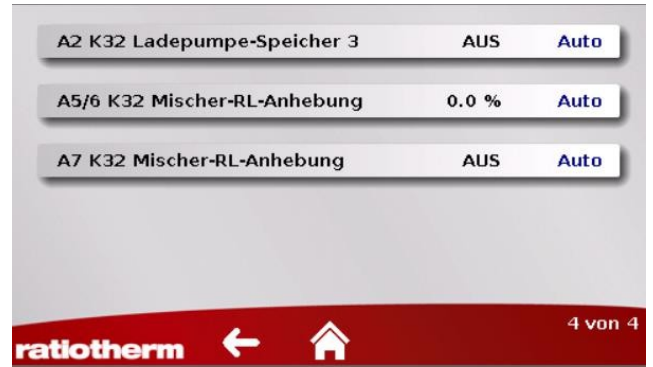 A2 K32 Ladepumpe-Speicher 3 AUS Auto
A5/6 K32 Mischer-RL-Anhebung 0.0 % Auto
A7 K32 Mischer-RL-Anhebung AUS Auto
4 von 4
ratiotherm